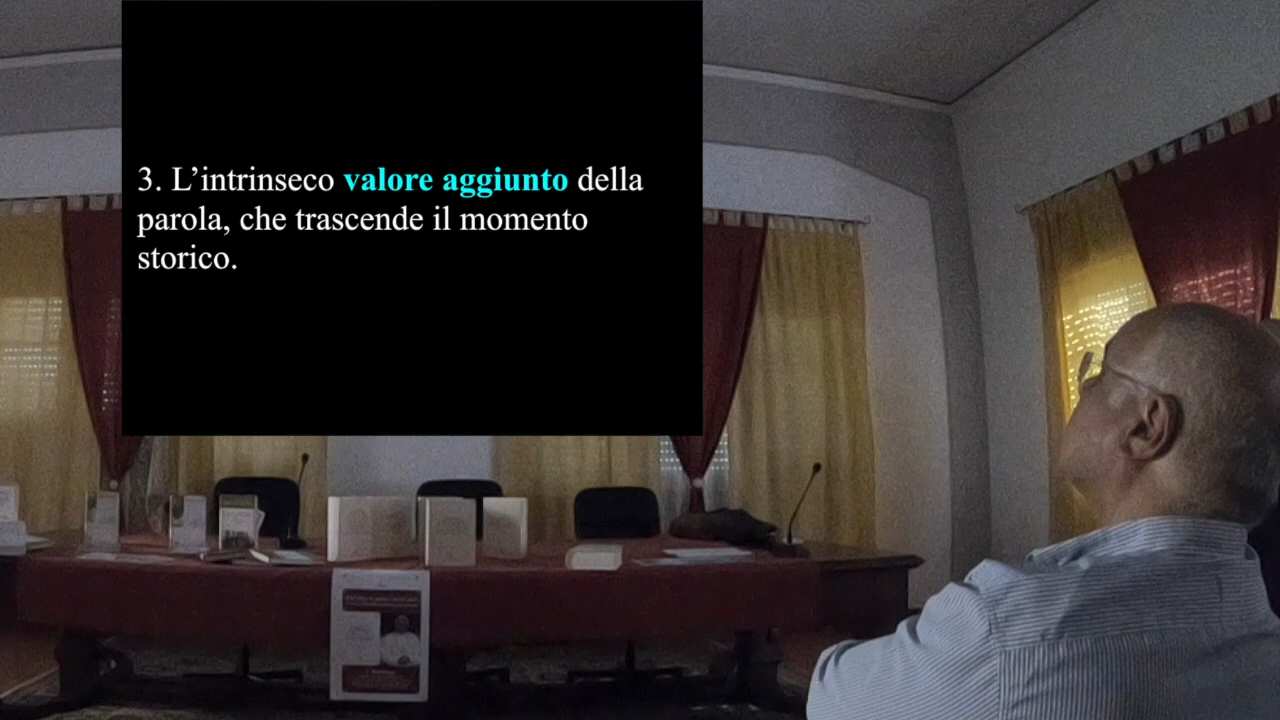 3. L’intrinseco valore aggiunto della
parola, che trascende il momento
storico.